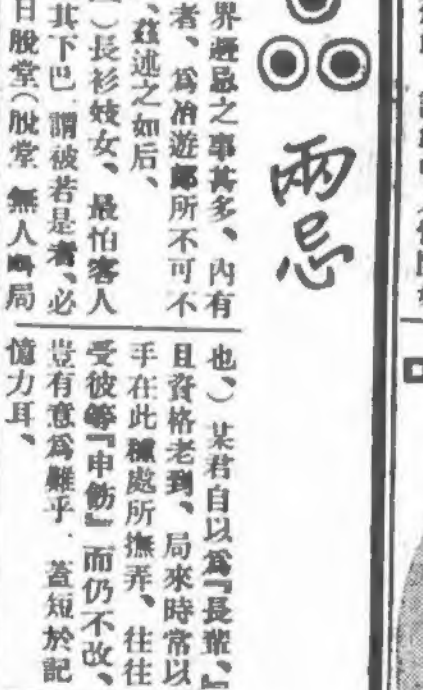 兩忌
界避忌之事甚多、內有
者、爲冶遊郎所不可不
、茲述之如后、
)長衫妓女、最怕客人
其下巴、謂被若是者、必
日脫堂(脫堂 無人叫局
也、)某君自以爲『長輩、』
且資格老到、局來時常以
手在此種處所撫弄、往往
受彼等『申飭』而仍不改、
豈有意爲難乎、蓋短於記
憶力耳、